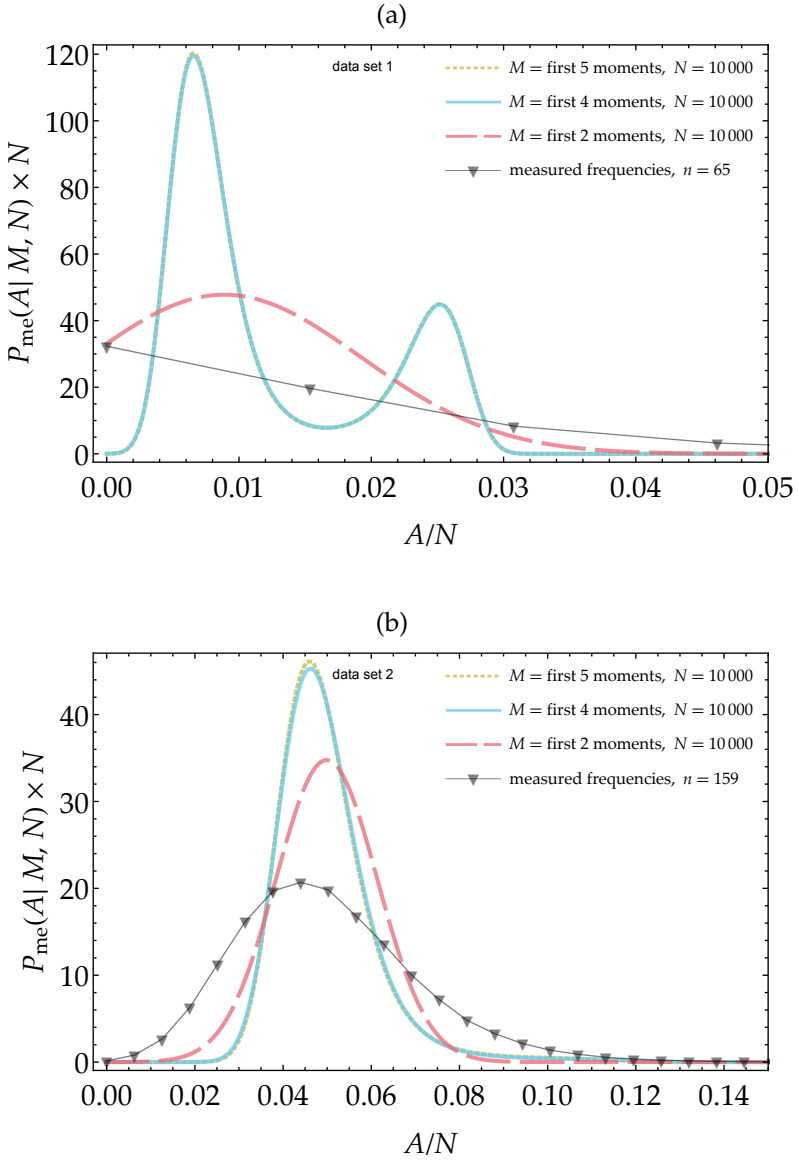 (a)
data set 1
M = first 5 moments, N = 10 000
M = first 4 moments, N = 10 000
M = first 2 moments, N = 10 000
measured frequencies, n = 65
P_me(A| M, N) × N
120
100
80
60
40
20
0
0.00 0.01 0.02 0.03 0.04 0.05
A/N
(b)
data set 2
M = first 5 moments, N = 10 000
M = first 4 moments, N = 10 000
M = first 2 moments, N = 10 000
measured frequencies, n = 159
P_me(A| M, N) × N
40
30
20
10
0
0.00 0.02 0.04 0.06 0.08 0.10 0.12 0.14
A/N